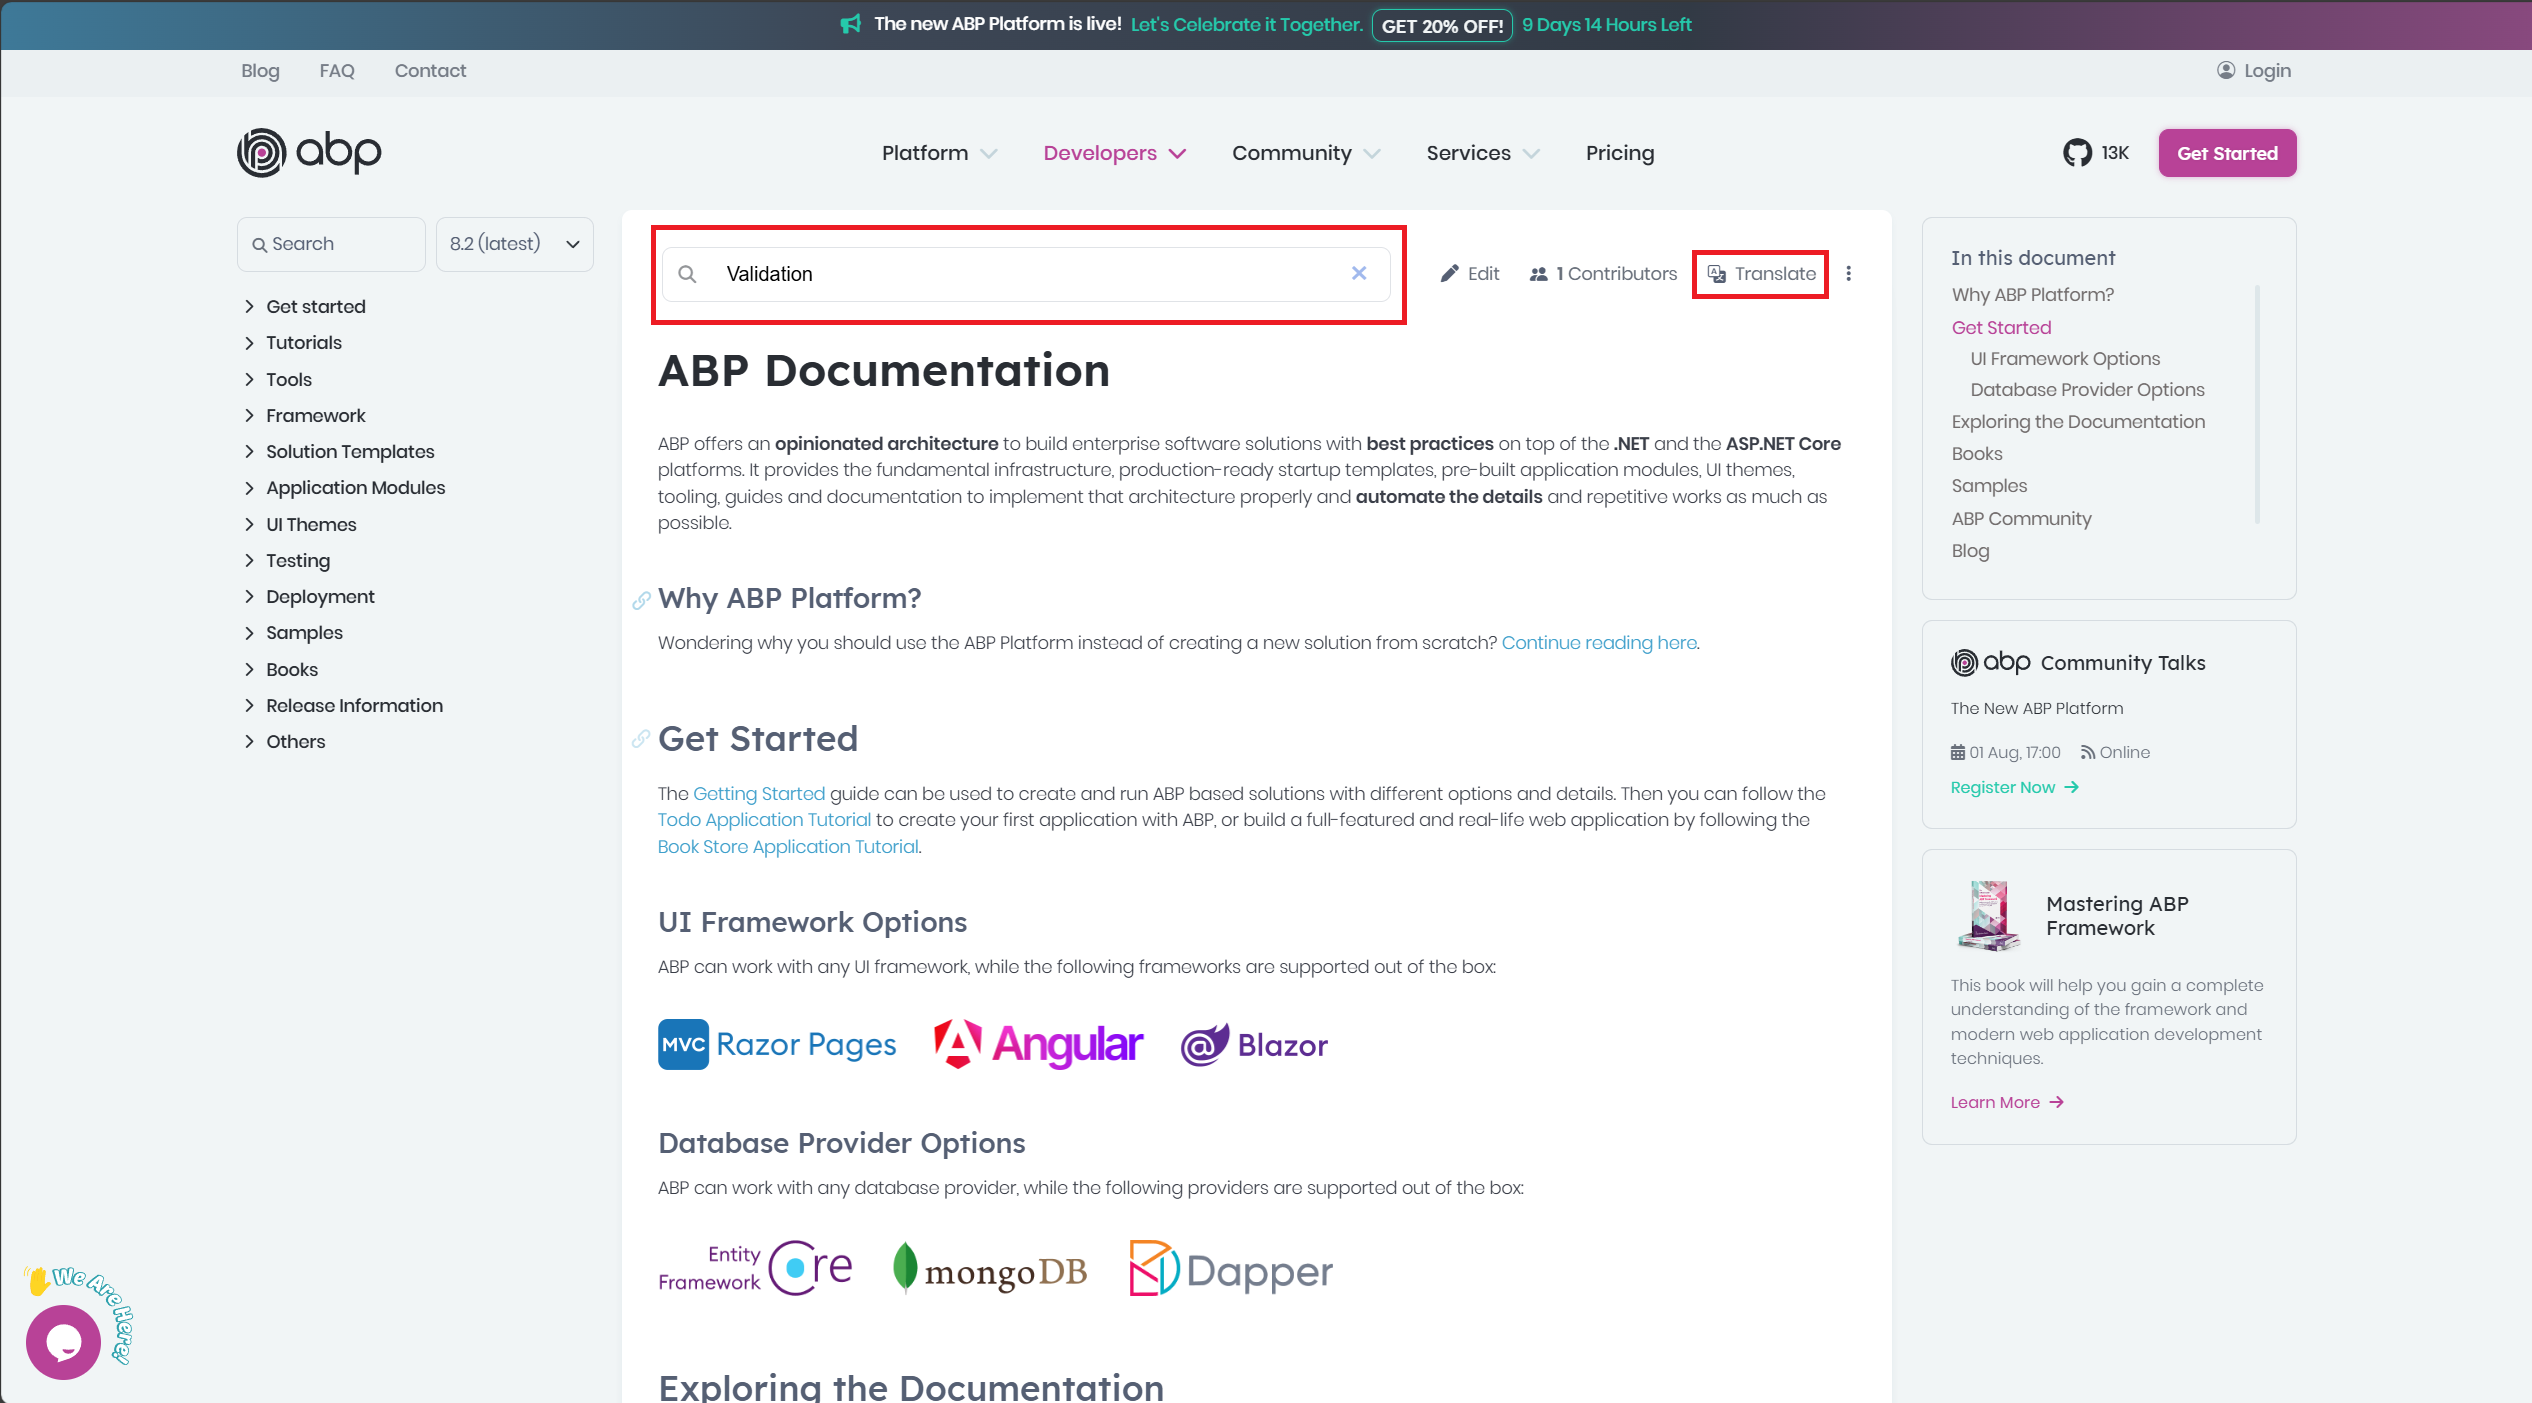 The new ABP Platform is live! Let's Celebrate it Together. GET 20% OFF! 9 Days 14 Hours Left
Blog FAQ Contact Login
abp Platform Developers Community Services Pricing 13K Get Started
Search 8.2 (latest)
Get started
Tutorials
Tools
Framework
Solution Templates
Application Modules
UI Themes
Testing
Deployment
Samples
Books
Release Information
Others
Validation Edit 1 Contributors Translate
ABP Documentation
ABP offers an opinionated architecture to build enterprise software solutions with best practices on top of the .NET and the ASP.NET Core
platforms. It provides the fundamental infrastructure, production-ready startup templates, pre-built application modules, UI themes,
tooling, guides and documentation to implement that architecture properly and automate the details and repetitive works as much as
possible.
Why ABP Platform?
Wondering why you should use the ABP Platform instead of creating a new solution from scratch? Continue reading here.
Get Started
The Getting Started guide can be used to create and run ABP based solutions with different options and details. Then you can follow the
Todo Application Tutorial to create your first application with ABP, or build a full-featured and real-life web application by following the
Book Store Application Tutorial.
UI Framework Options
ABP can work with any UI framework, while the following frameworks are supported out of the box:
MVC Razor Pages Angular Blazor
Database Provider Options
ABP can work with any database provider, while the following providers are supported out of the box:
Entity
Framework Core mongoDB Dapper
Exploring the Documentation
In this document
Why ABP Platform?
Get Started
UI Framework Options
Database Provider Options
Exploring the Documentation
Books
Samples
ABP Community
Blog
abp Community Talks
The New ABP Platform
01 Aug, 17:00 Online
Register Now
Mastering ABP
Framework
This book will help you gain a complete
understanding of the framework and
modern web application development
techniques.
Learn More
We Are Here!